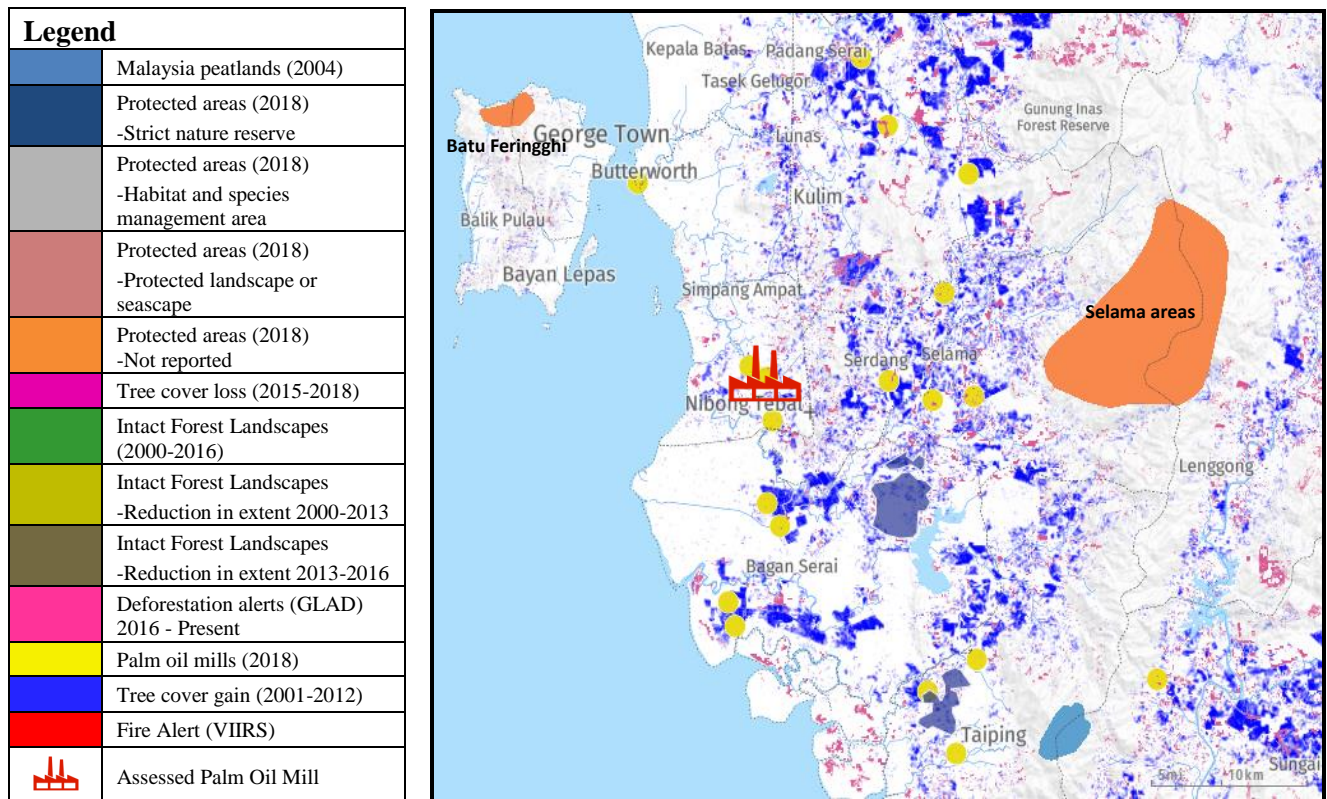 Legend
Malaysia peatlands (2004)
Protected areas (2018)
-Strict nature reserve
Protected areas (2018)
-Habitat and species
management area
Protected areas (2018)
-Protected landscape or
seascape
Protected areas (2018)
-Not reported
Tree cover loss (2015-2018)
Intact Forest Landscapes
(2000-2016)
Intact Forest Landscapes
-Reduction in extent 2000-2013
Intact Forest Landscapes
-Reduction in extent 2013-2016
Deforestation alerts (GLAD)
2016 - Present
Palm oil mills (2018)
Tree cover gain (2001-2012)
Fire Alert (VIIRS)
Assessed Palm Oil Mill
Kepala Batas
Padang Serai
Tasek Gelugor
Gunung Inas
Forest Reserve
George Town
Lunas
Batu Feringghi
Butterworth
Kulim
Balik Pulau
Bayan Lepas
Simpang Ampat
Selama areas
Serdang
Selama
Nibong Tebal
Lenggong
Bagan Serai
Taiping
Sungai
5mi
10km